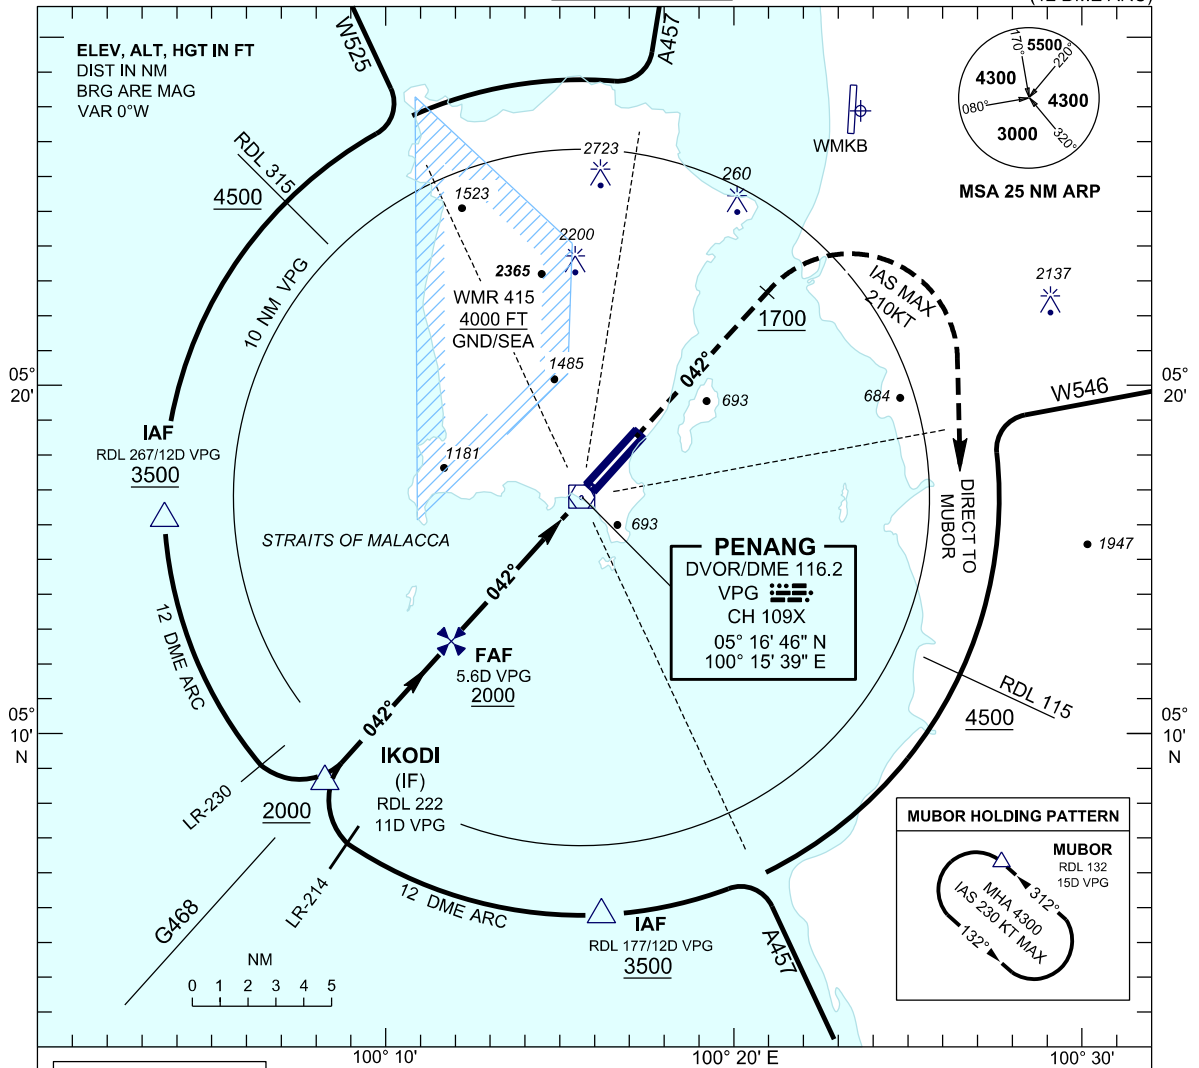 (12 DME ARC)
ELEV, ALT, HGT IN FT
DIST IN NM
BRG ARE MAG
VAR 0°W
W525
A457
170°
5500
220°
4300
4300
080°
3000
320°
MSA 25 NM ARP
WMKB
RDL 315
4500
2723
260
1523
2200
2365
WMR 415
4000 FT
GND/SEA
10 NM VPG
IAS MAX
210KT
2137
1700
042°
1485
693
684
05°
20'
05°
20'
W546
IAF
RDL 267/12D VPG
3500
1181
STRAITS OF MALACCA
693
DIRECT TO
MUBOR
1947
PENANG
DVOR/DME 116.2
VPG
CH 109X
05° 16' 46" N
100° 15' 39" E
042°
12 DME ARC
FAF
5.6D VPG
2000
042°
RDL 115
4500
05°
10'
N
05°
10'
N
IKODI
(IF)
RDL 222
11D VPG
LR-230
2000
LR-214
G468
12 DME ARC
IAF
RDL 177/12D VPG
3500
A457
MUBOR HOLDING PATTERN
MUBOR
RDL 132
15D VPG
312°
MHA 4300
IAS 230 KT MAX
132°
NM
0 1 2 3 4 5
100° 10'
100° 20' E
100° 30'